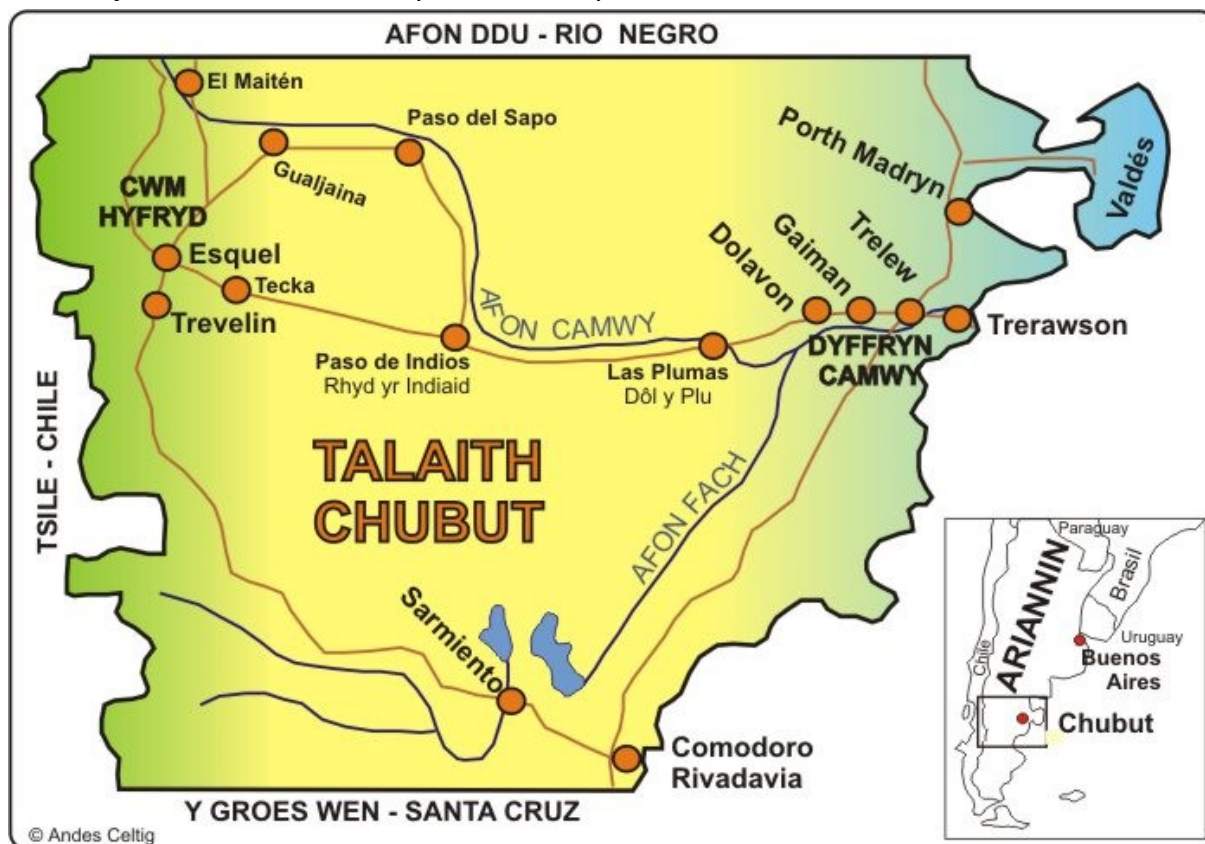 AFON DDU - RIO NEGRO
El Maitén
Paso del Sapo
Gualjaina
CWM
HYFRYD
Esquel
Tecka
Trevelin
Porth Madryn
Valdés
Dolavon
Gaiman
Trelew
Trerawson
AFON CAMWY
Paso de Indios
Rhyd yr Indiaid
Las Plumas
Dôl y Plu
DYFFRYN
CAMWY
TSILE - CHILE
TALAITH
CHUBUT
AFON FACH
Sarmiento
Comodoro
Rivadavia
Y GROES WEN - SANTA CRUZ
© Andes Celtig
Paraguay
ARIANNIN
Brasil
Chile
Uruguay
Buenos
Aires
Chubut